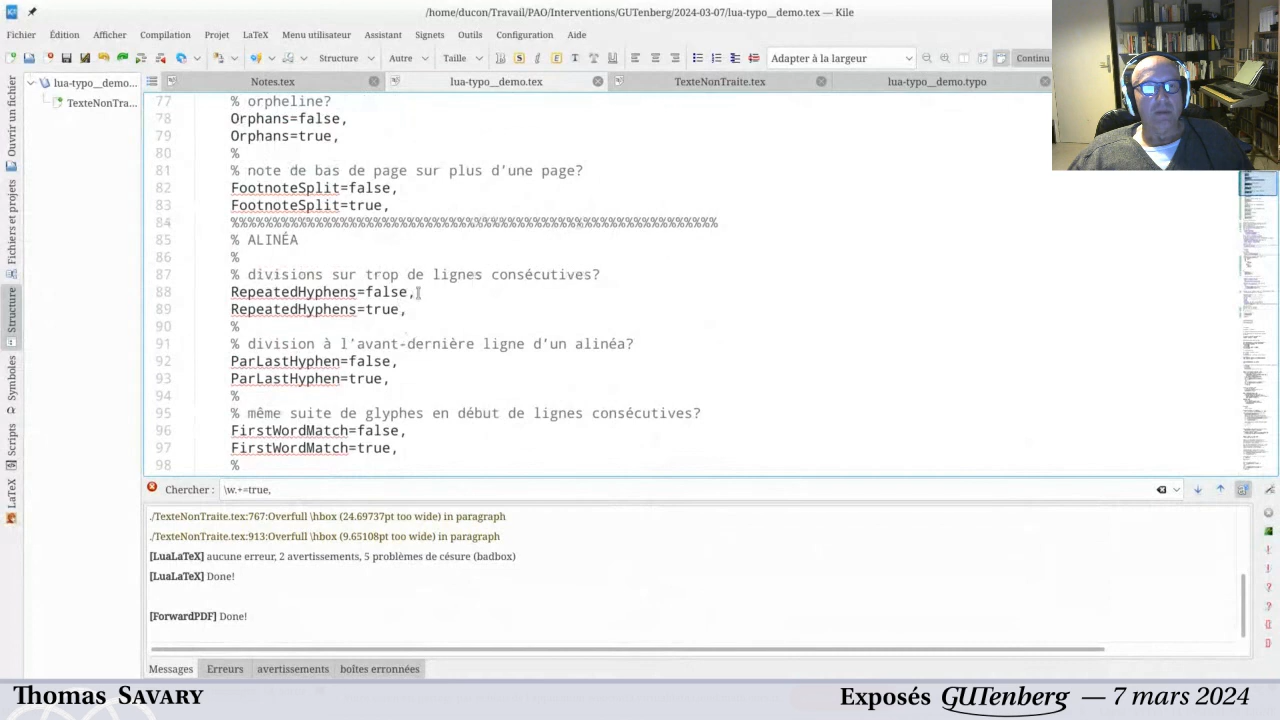 /home/ducon/Travail/PAO/Interventions/GUTenberg/2024-03-07/lua-typo_demo.tex — Kile
Fichier Édition Afficher Compilation Projet LaTeX Menu utilisateur Assistant Signets Outils Configuration Aide
Structure Autre Taille Adapter à la largeur Continu
lua-typo_demo... Notes.tex lua-typo_demo.tex TexteNonTraite.tex lua-typo_demo.typo
TexteNonTra...
77 % orpheline?
78 Orphans=false,
79 Orphans=true,
80 %
81 % note de bas de page sur plus d’une page?
82 FootnoteSplit=false,
83 FootnoteSplit=true,
84 %%%%%%%%%%%%%%%%%%%%%%%%%%%%%%%%%%%%%%%%%%%%%%%%%%
85 % ALINÉA
86 %
87 % divisions sur trop de lignes consécutives?
88 RepeatedHyphens=false,
89 RepeatedHyphens=true,
90 %
91 % division à l’avant-dernière ligne d’un alinéa?
92 ParLastHyphen=false,
93 ParLastHyphen=true,
94 %
95 % même suite de glyphes en début de lignes consécutives?
96 FirstWordMatch=false,
97 FirstWordMatch=true,
98 %
Chercher : \w.+=true,
./TexteNonTraite.tex:767:Overfull \hbox (24.69737pt too wide) in paragraph
./TexteNonTraite.tex:913:Overfull \hbox (9.65108pt too wide) in paragraph
[LuaLaTeX] aucune erreur, 2 avertissements, 5 problèmes de césure (badbox)
[LuaLaTeX] Done!
[ForwardPDF] Done!
Messages Erreurs avertissements boîtes erronées
Thomas SAVARY
Exposés GUTenberg — 7 mars 2024